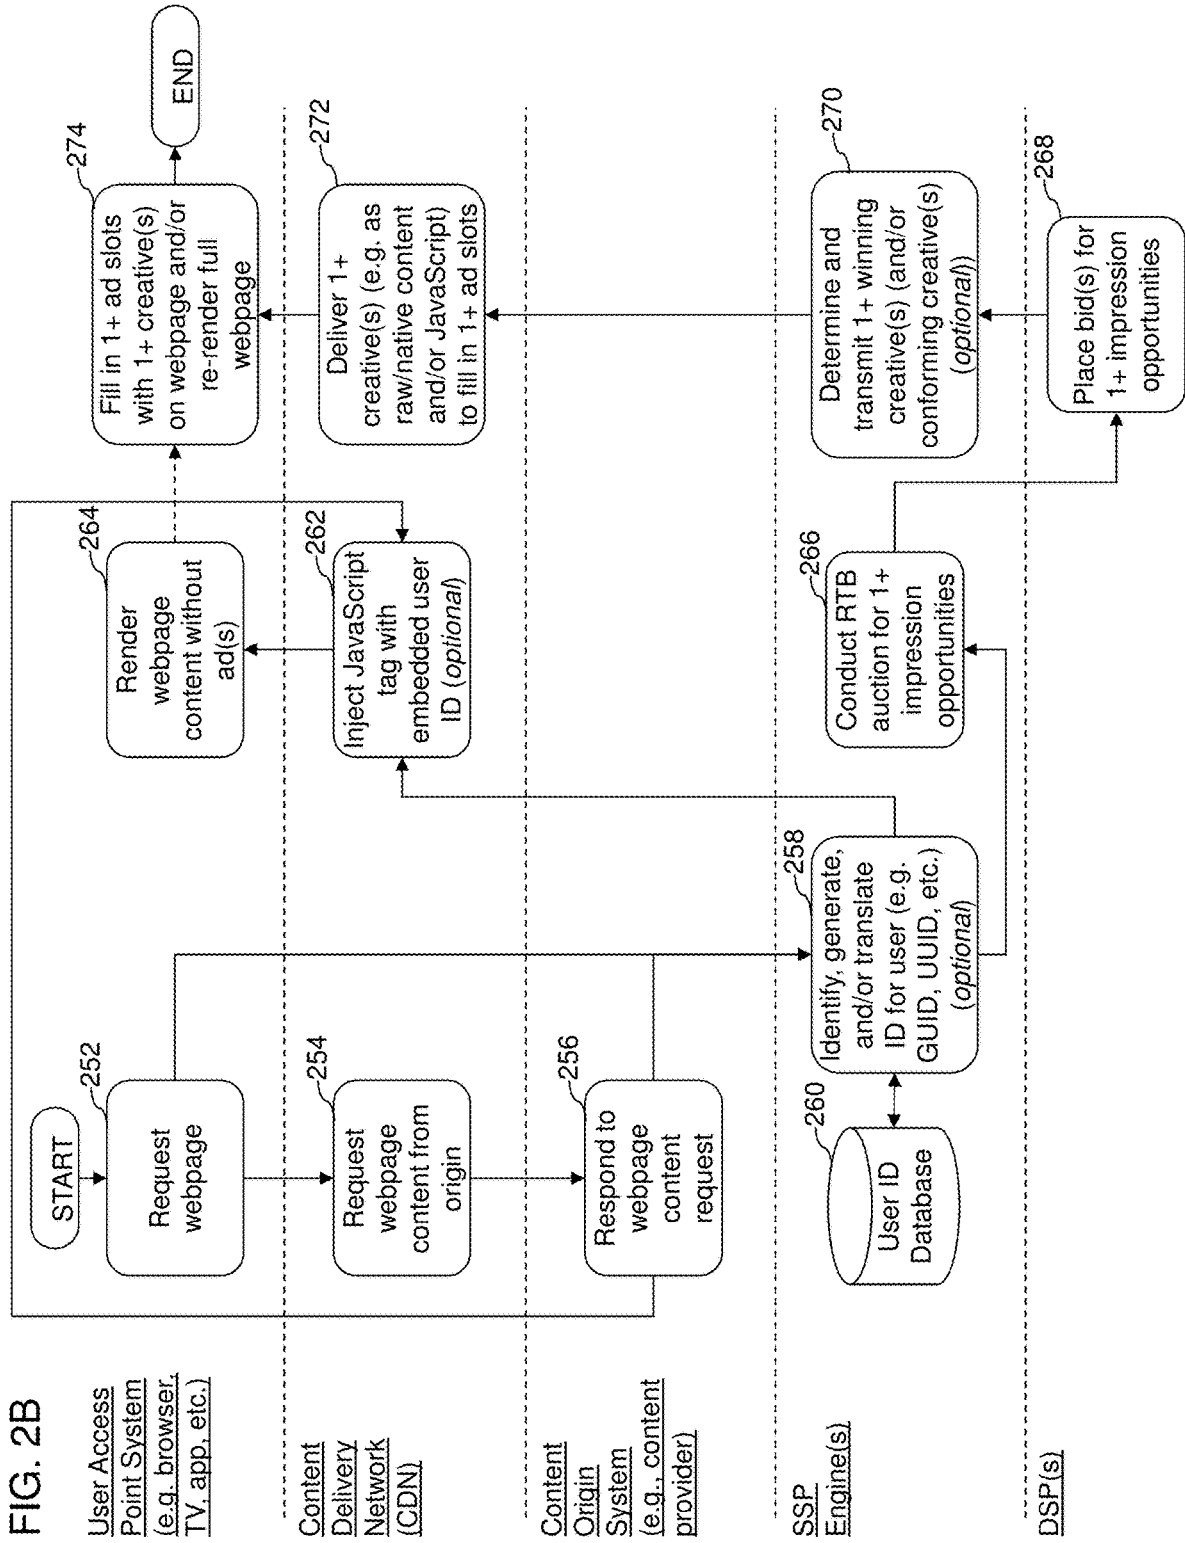 FIG. 2B
User Access
Point System
(e.g. browser,
TV, app, etc.)
START
252
Request
webpage
264
Render
webpage
content without
ad(s)
274
Fill in 1+ ad slots
with 1+ creative(s)
on webpage and/or
re-render full
webpage
END
Content
Delivery
Network
(CDN)
254
Request
webpage
content from
origin
262
Inject JavaScript
tag with
embedded user
ID (optional)
272
Deliver 1+
creative(s) (e.g. as
raw/native content
and/or JavaScript)
to fill in 1+ ad slots
Content
Origin
System
(e.g., content
provider)
256
Respond to
webpage
content
request
SSP
Engine(s)
260
User ID
Database
258
Identify, generate,
and/or translate
ID for user (e.g.
GUID, UUID, etc.)
(optional)
266
Conduct RTB
auction for 1+
impression
opportunities
270
Determine and
transmit 1+ winning
creative(s) (and/or
conforming creative(s)
(optional))
DSP(s)
268
Place bid(s) for
1+ impression
opportunities